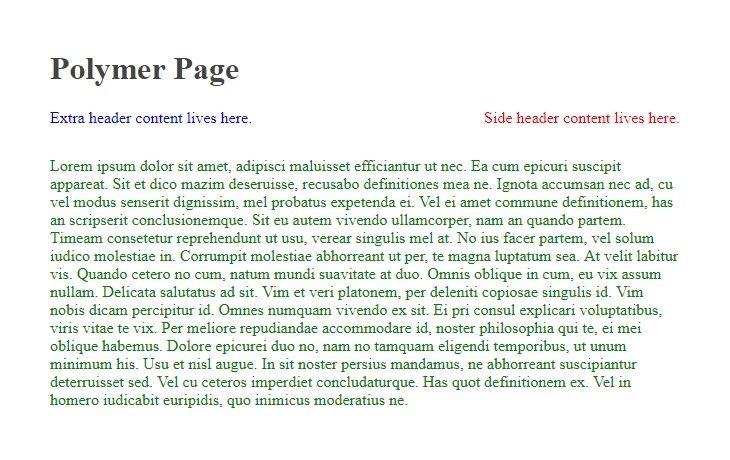 Polymer Page
Extra header content lives here.
Side header content lives here.
Lorem ipsum dolor sit amet, adipisci maluisset efficiantur ut nec. Ea cum epicuri suscipit
appareat. Sit et dico mazim deseruisse, recusabo definitiones mea ne. Ignota accumsan nec ad, cu
vel modus senserit dignissim, mel probatus expetenda ei. Vel ei amet commune definitionem, has
an scripserit conclusionemque. Sit eu autem vivendo ullamcorper, nam an quando partem.
Timeam consetetur reprehendunt ut usu, verear singulis mel at. No ius facer partem, vel solum
iudico molestiae in. Corrumpit molestiae abhorreant ut per, te magna luptatum sea. At velit labitur
vis. Quando cetero no cum, natum mundi suavitate at duo. Omnis oblique in cum, eu vix assum
nullam. Delicata salutatus ad sit. Vim et veri platonem, per deleniti copiosae singulis id. Vim
nobis dicam percipitur id. Omnes numquam vivendo ex sit. Ei pri consul explicari voluptatibus,
viris vitae te vix. Per meliore repudiandae accommodare id, noster philosophia qui te, ei mei
oblique habemus. Dolore epicurei duo no, nam no tamquam eligendi temporibus, ut unum
minimum his. Usu et nisl augue. In sit noster persius mandamus, ne abhorreant suscipiantur
deterruisset sed. Vel cu ceteros imperdiet concludaturque. Has quot definitionem ex. Vel in
homero iudicabit euripidis, quo inimicus moderatius ne.